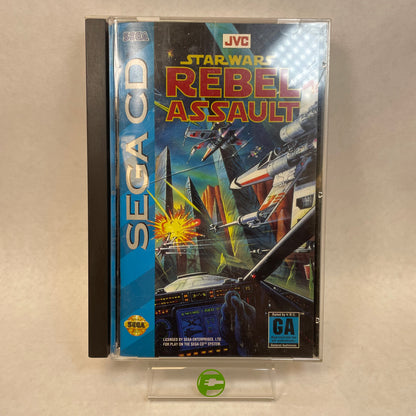 SEGA
JVC
STAR WARS
REBEL
ASSAULT
SEGA CD
SEGA
LICENSED BY SEGA ENTERPRISES, LTD.
FOR PLAY ON THE SEGA CD™ SYSTEM.
GA